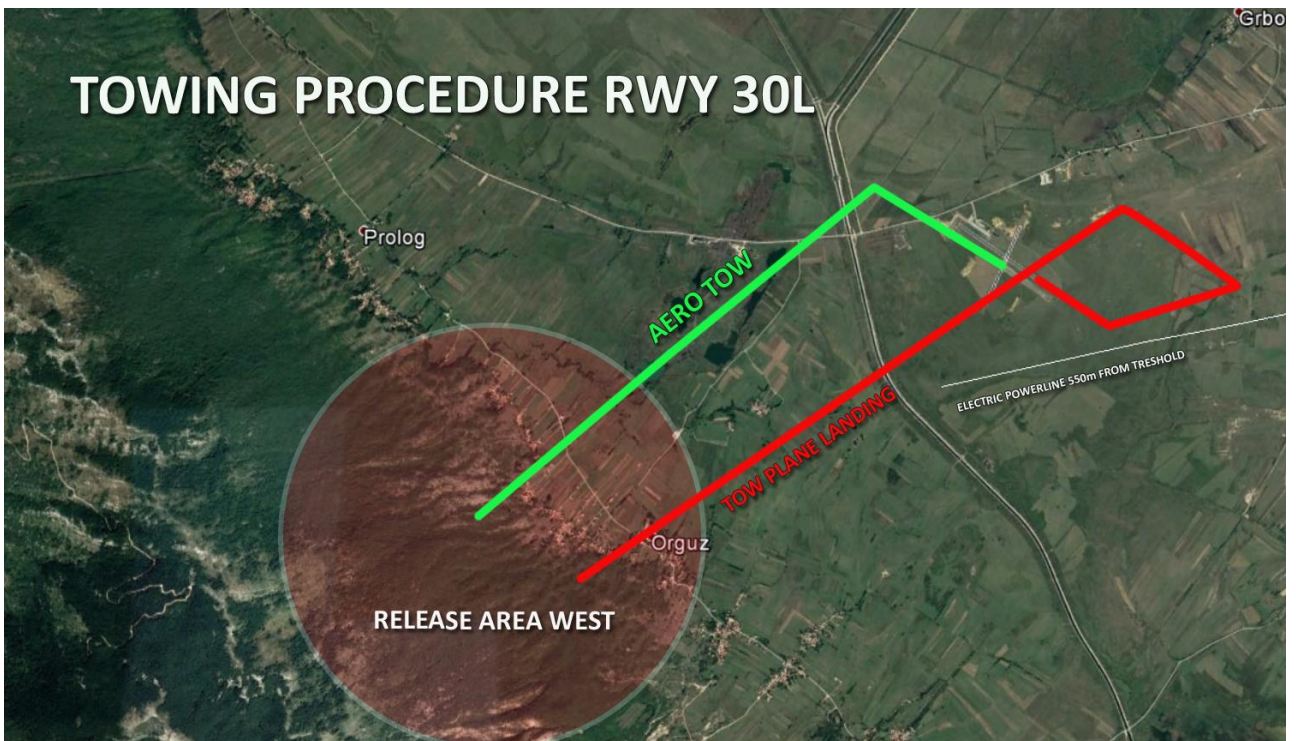 Grbo
TOWING PROCEDURE RWY 30L
Prolog
AERO TOW
ELECTRIC POWERLINE 550m FROM TRESHOLD
TOW PLANE LANDING
Orguz
RELEASE AREA WEST